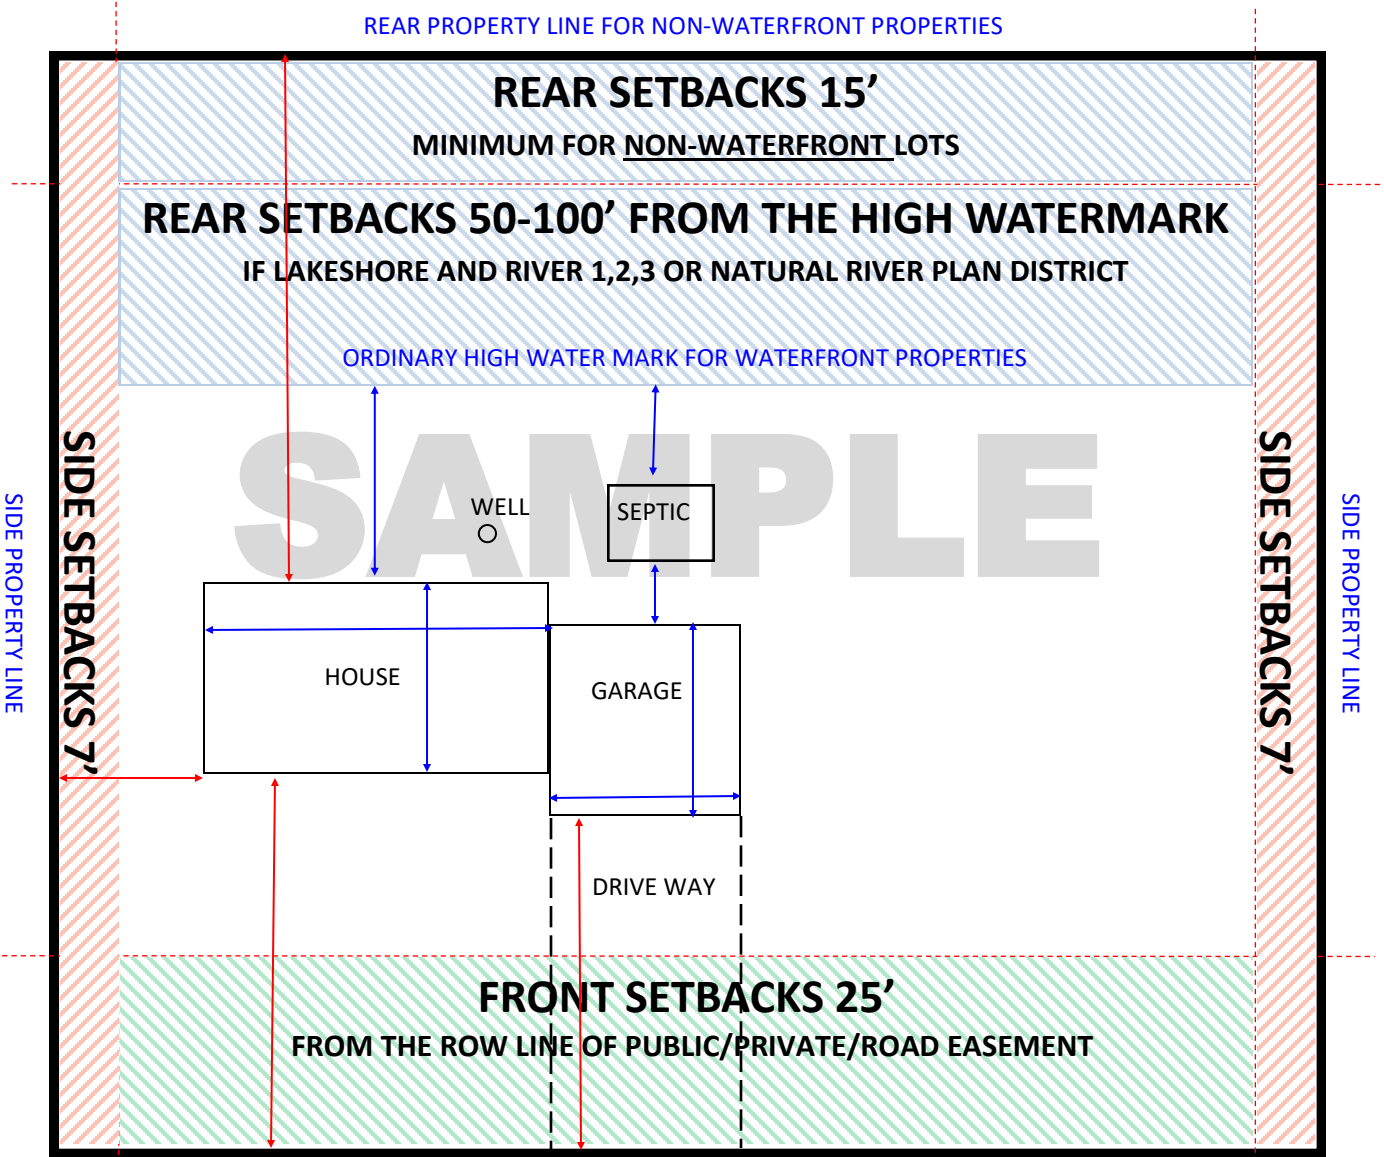 REAR PROPERTY LINE FOR NON-WATERFRONT PROPERTIES
REAR SETBACKS 15’
MINIMUM FOR NON-WATERFRONT LOTS
REAR SETBACKS 50-100’ FROM THE HIGH WATERMARK
IF LAKESHORE AND RIVER 1,2,3 OR NATURAL RIVER PLAN DISTRICT
ORDINARY HIGH WATER MARK FOR WATERFRONT PROPERTIES
SAMPLE
SIDE PROPERTY LINE
SIDE SETBACKS 7’
WELL
SEPTIC
HOUSE
GARAGE
SIDE SETBACKS 7’
SIDE PROPERTY LINE
DRIVE WAY
FRONT SETBACKS 25’
FROM THE ROW LINE OF PUBLIC/PRIVATE/ROAD EASEMENT